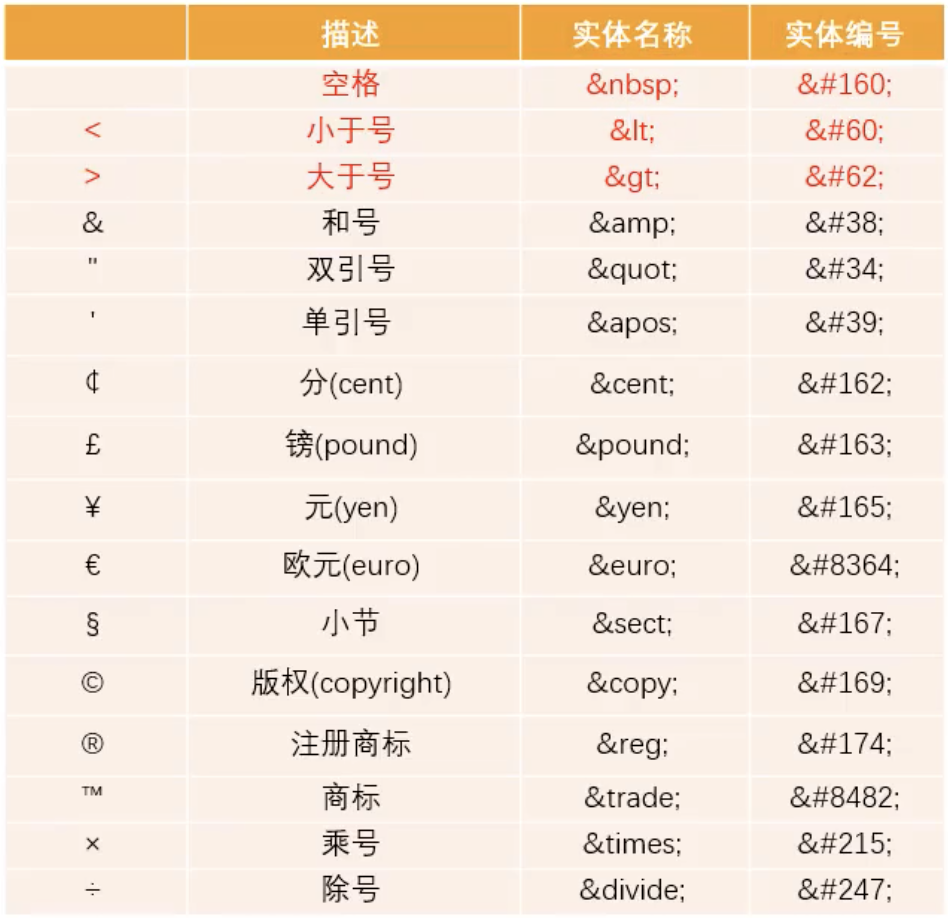 描述 实体名称 实体编号
空格 &nbsp; &#160;
< 小于号 &lt; &#60;
> 大于号 &gt; &#62;
& 和号 &amp; &#38;
" 双引号 &quot; &#34;
' 单引号 &apos; &#39;
¢ 分(cent) &cent; &#162;
£ 镑(pound) &pound; &#163;
¥ 元(yen) &yen; &#165;
€ 欧元(euro) &euro; &#8364;
§ 小节 &sect; &#167;
© 版权(copyright) &copy; &#169;
® 注册商标 &reg; &#174;
™ 商标 &trade; &#8482;
× 乘号 &times; &#215;
÷ 除号 &divide; &#247;